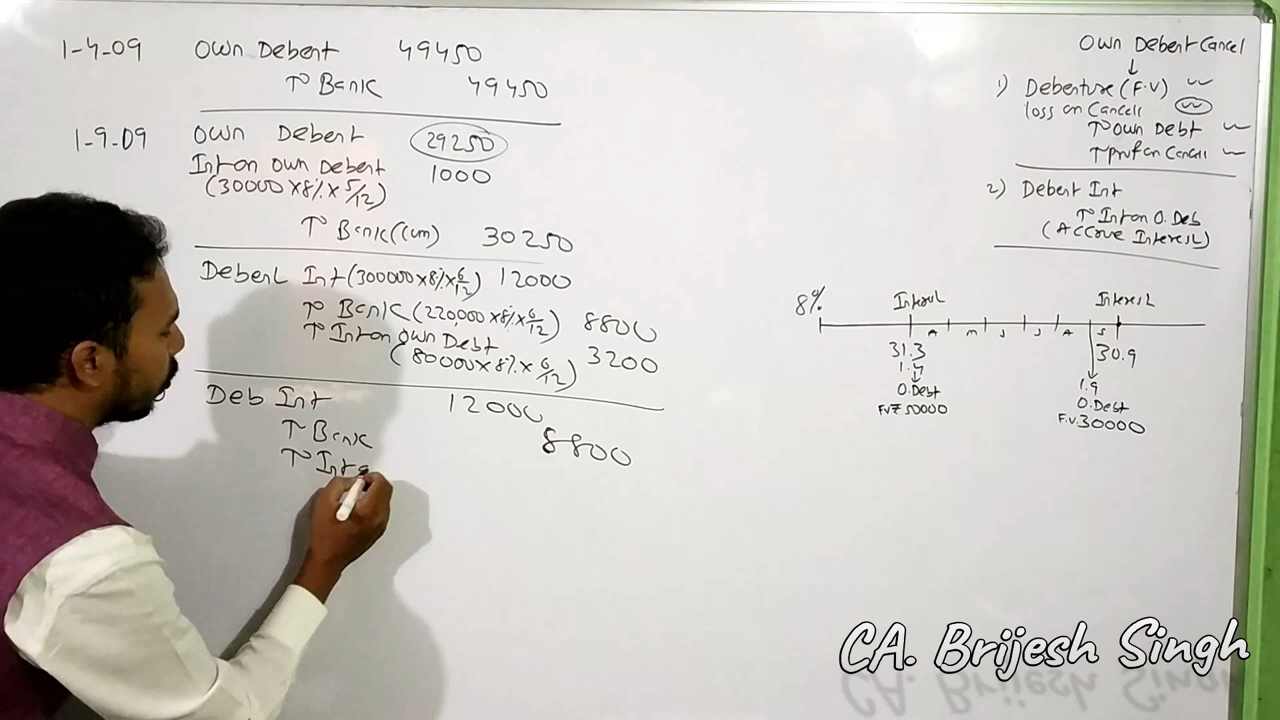 1-4-09 Own Debent 49450
To Bank 49450
1-9-09 Own Debent 29250
Int on Own Debent 1000
(30000 x 8% x 5/12)
To Bank (cum) 30250
Debent Int (300000 x 8% x 6/12) 12000
To Bank (220,000 x 8% x 6/12) 8800
To Int on Own Debt 3200
(80000 x 8% x 6/12)
Deb Int 12000
To Bank 8800
To Int
Own Debent Cancel
↓
1) Debenture (F.V)
loss on Cancell
To Own Debt
To prof on Cancell
2) Debent Int
To Int on O. Deb
(Accrue Interest)
8% Interest Interest
A M J J A S
31.3 30.9
1.4 1.9
O.Debt O.Debt
F.V ₹ 50000 F.V. 30000
CA. Brijesh Singh